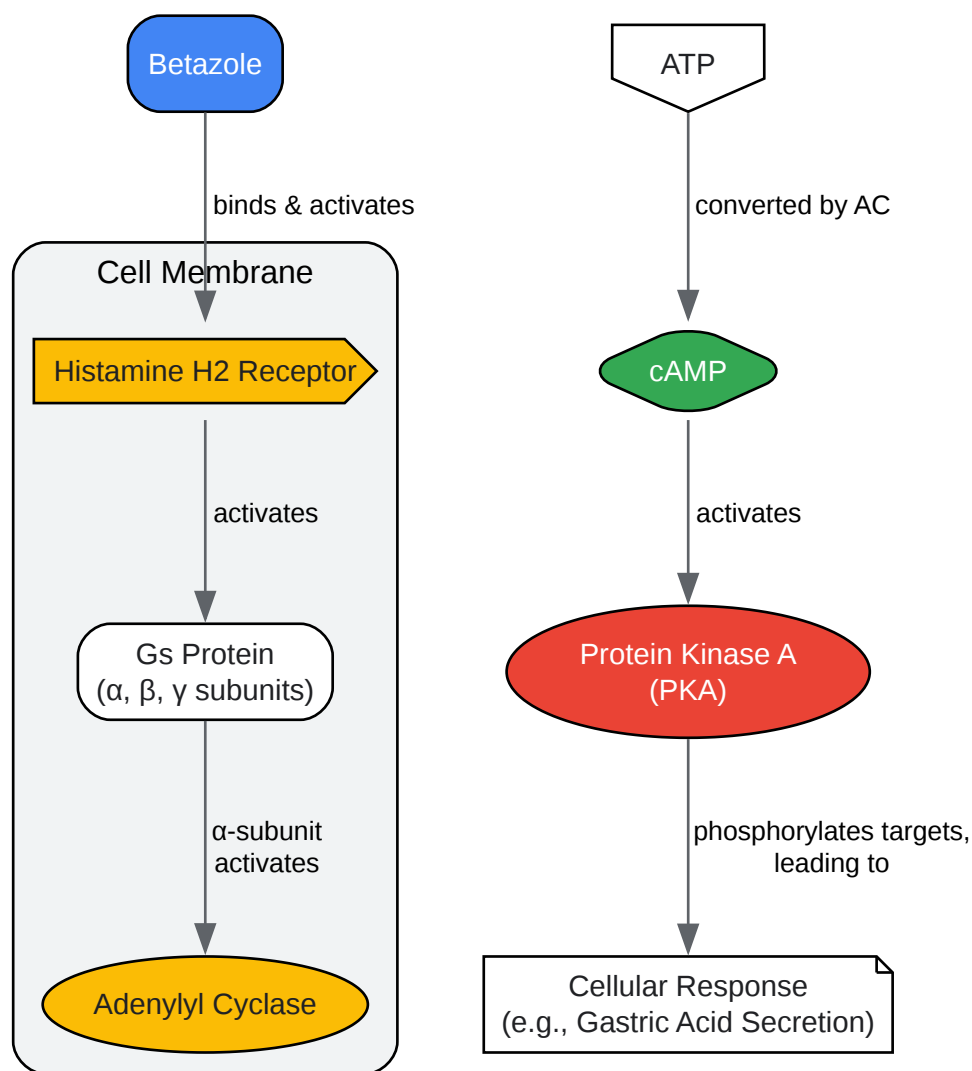 Betazole
binds & activates
Cell Membrane
Histamine H2 Receptor
activates
Gs Protein
(α, β, γ subunits)
α-subunit
activates
Adenylyl Cyclase
ATP
converted by AC
cAMP
activates
Protein Kinase A
(PKA)
phosphorylates targets,
leading to
Cellular Response
(e.g., Gastric Acid Secretion)